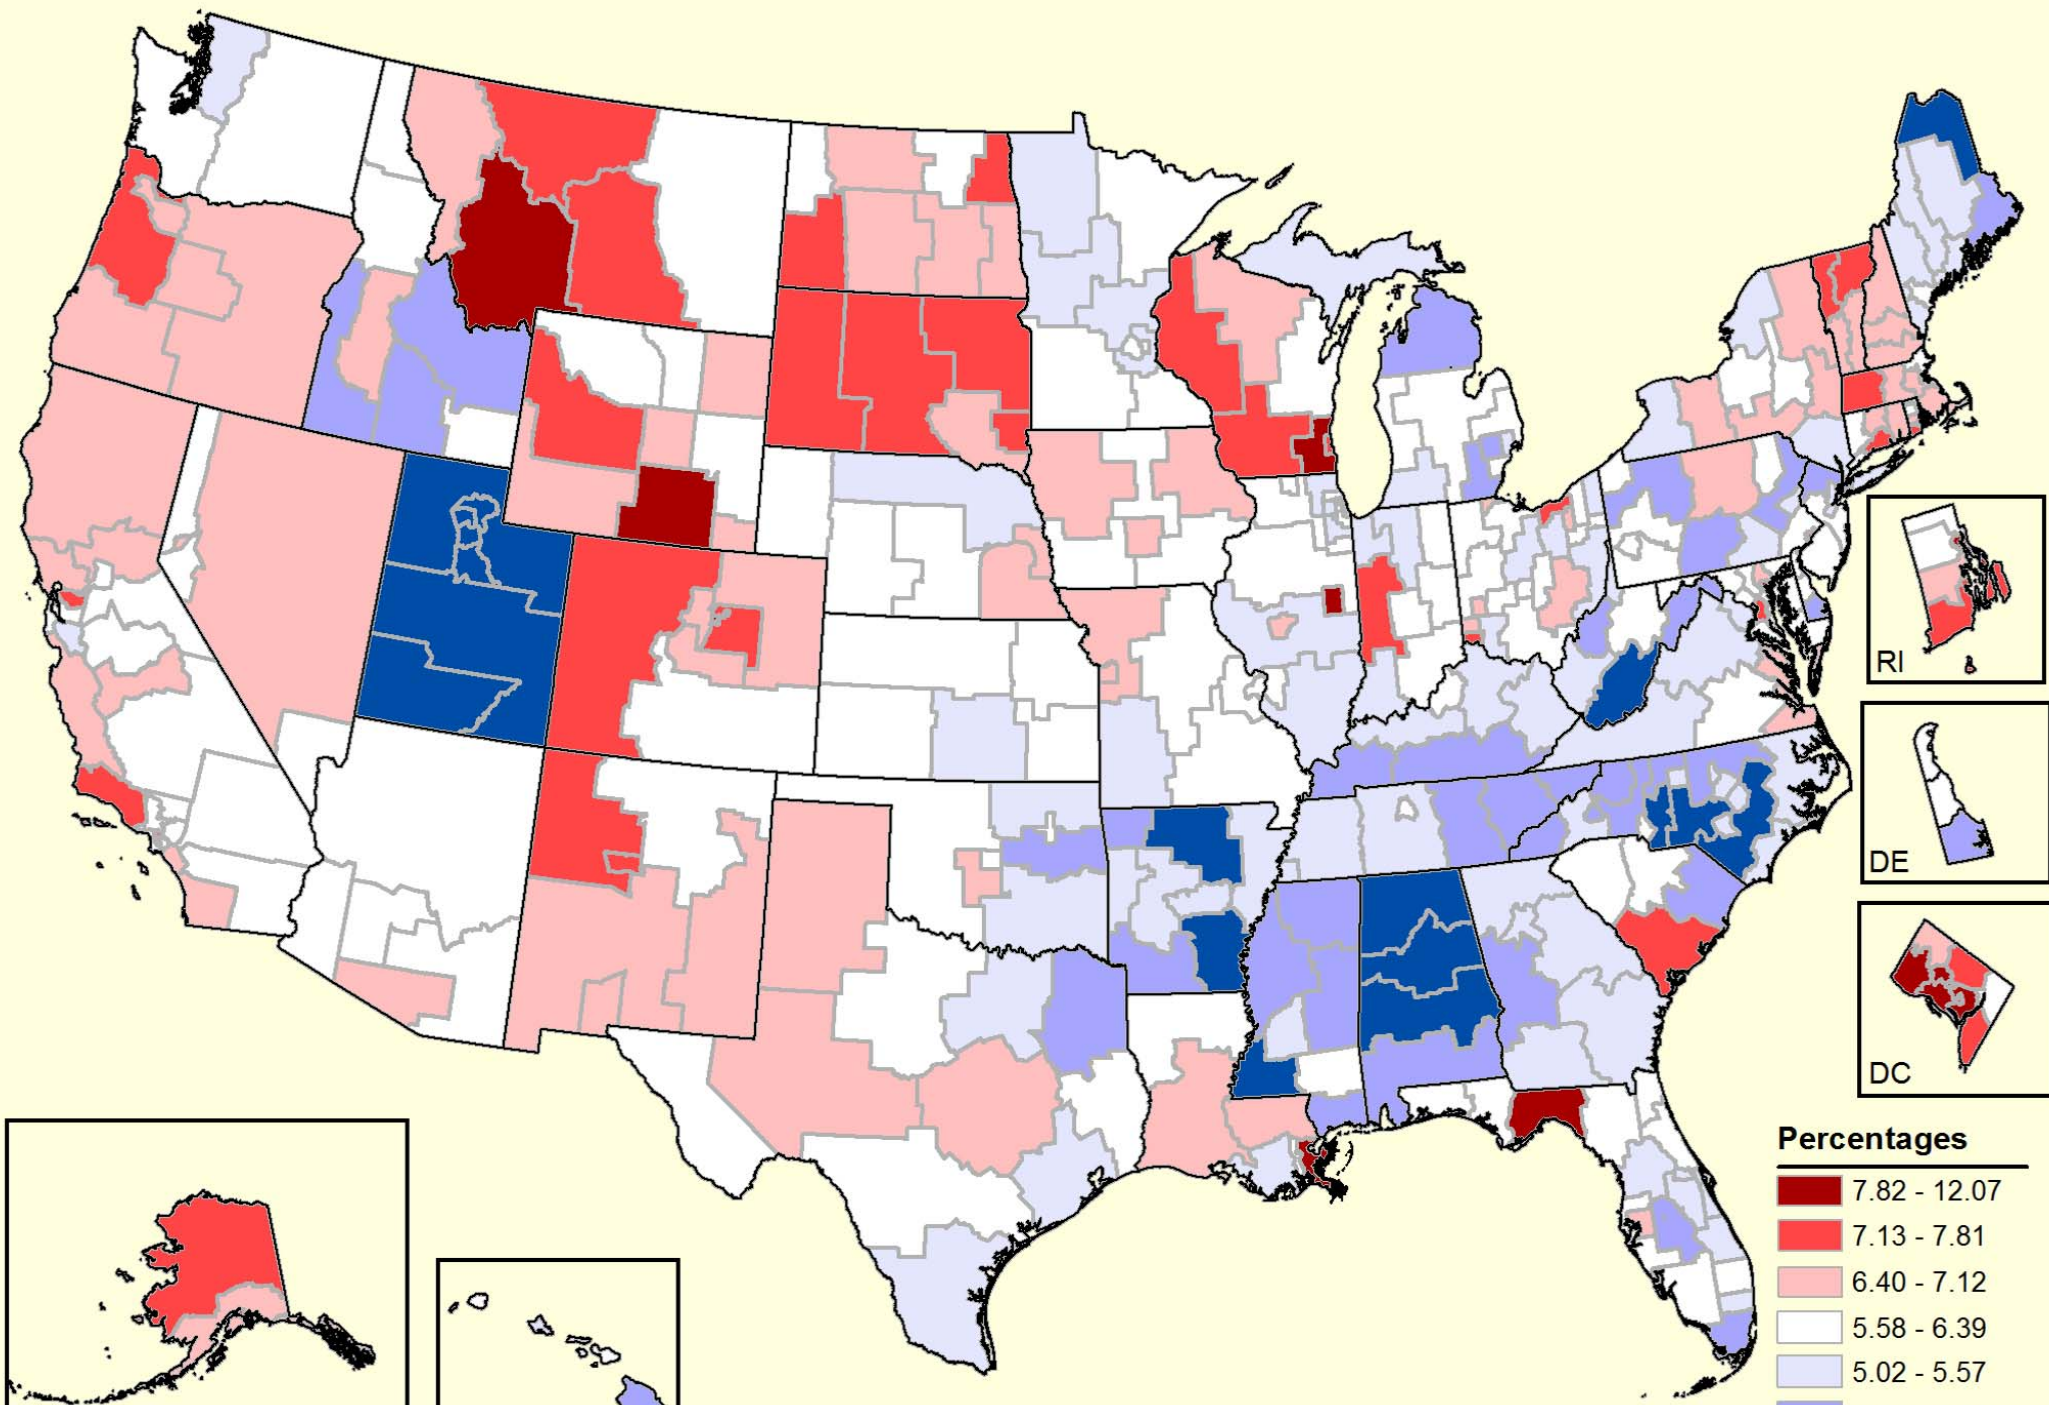 RI
DE
DC
Percentages
7.82 - 12.07
7.13 - 7.81
6.40 - 7.12
5.58 - 6.39
5.02 - 5.57